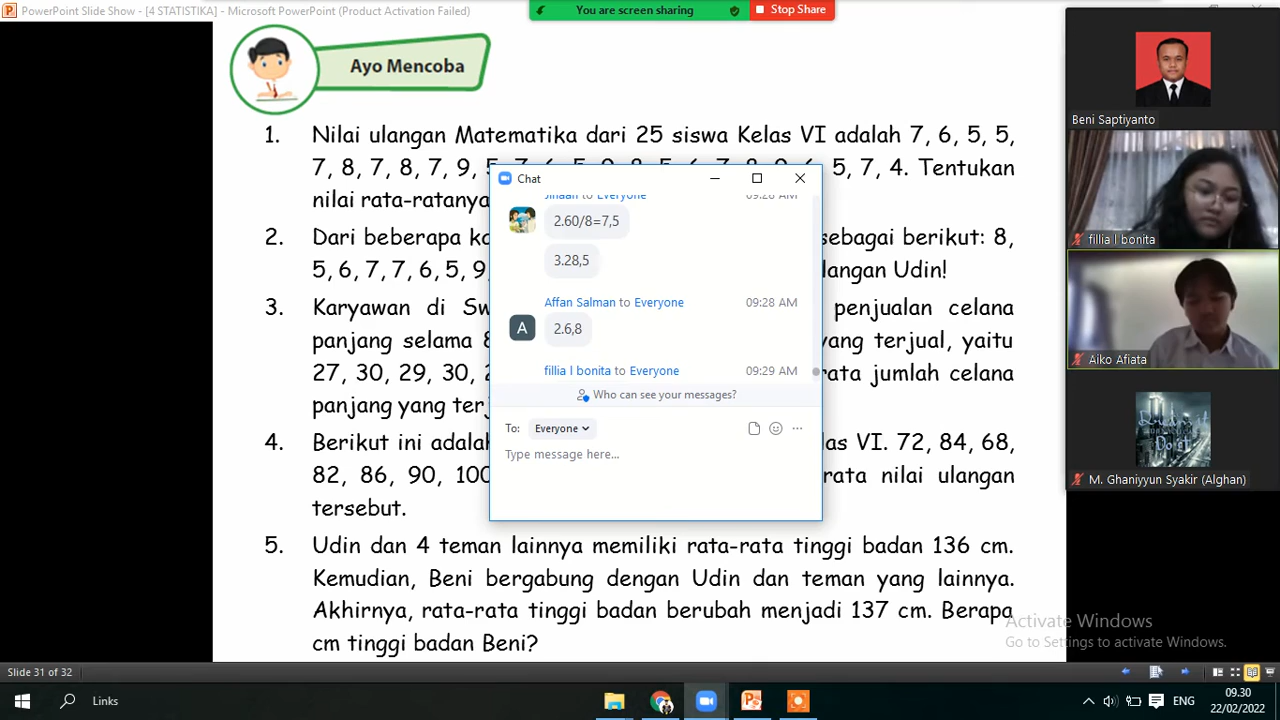 PowerPoint Slide Show - [4 STATISTIKA] - Microsoft PowerPoint (Product Activation Failed)
You are screen sharing
Stop Share
Ayo Mencoba
1. Nilai ulangan Matematika dari 25 siswa Kelas VI adalah 7, 6, 5, 5,
7, 8, 7, 8, 7, 9, 5, 7, 4. Tentukan
nilai rata-ratanya
2. Dari beberapa sebagai berikut: 8,
5, 6, 7, 7, 6, 5, 9, Udin!
3. Karyawan di penjualan celana
panjang selama yang terjual, yaitu
27, 30, 29, 30, jumlah celana
panjang yang
4. Berikut ini VI. 72, 84, 68,
82, 86, 90, 100 nilai ulangan
tersebut.
5. Udin dan 4 teman lainnya memiliki rata-rata tinggi badan 136 cm.
Kemudian, Beni bergabung dengan Udin dan teman yang lainnya.
Akhirnya, rata-rata tinggi badan berubah menjadi 137 cm. Berapa
cm tinggi badan Beni?
Chat
Jinaan to Everyone 09:28 AM
2.60/8=7,5
3.28,5
Affan Salman to Everyone 09:28 AM
A
2.6,8
fillia l bonita to Everyone 09:29 AM
Who can see your messages?
To: Everyone
Type message here...
Beni Saptiyanto
fillia l bonita
Aiko Afiata
M. Ghaniyyun Syakir (Alghan)
Activate Windows
Go to Settings to activate Windows.
Slide 31 of 32
Links
ENG
09.30
22/02/2022